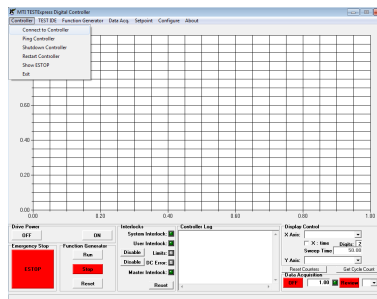 MTI TESTExpress Digital Controller
Controller TEST IDE Function Generator Data Acq. Setpoint Configure About
Connect to Controller
Ping Controller
Shutdown Controller
Restart Controller
Show ESTOP
Exit
0.60
0.40
0.20
0.00
0.00 0.20 0.40 0.60 0.80 1.00
Drive Power
OFF ON
Emergency Stop
ESTOP
Function Generator
Run
Stop
Reset
Interlocks
System Interlock:
User Interlock:
Disable Limits:
Disable DC Error:
Master Interlock:
Reset
Controller Log
Display Control
X Axis:
X : time Digits: 2
Sweep Time 50.00
Y Axis:
Reset Counters Get Cycle Count
Data Acquisition
OFF 1.00